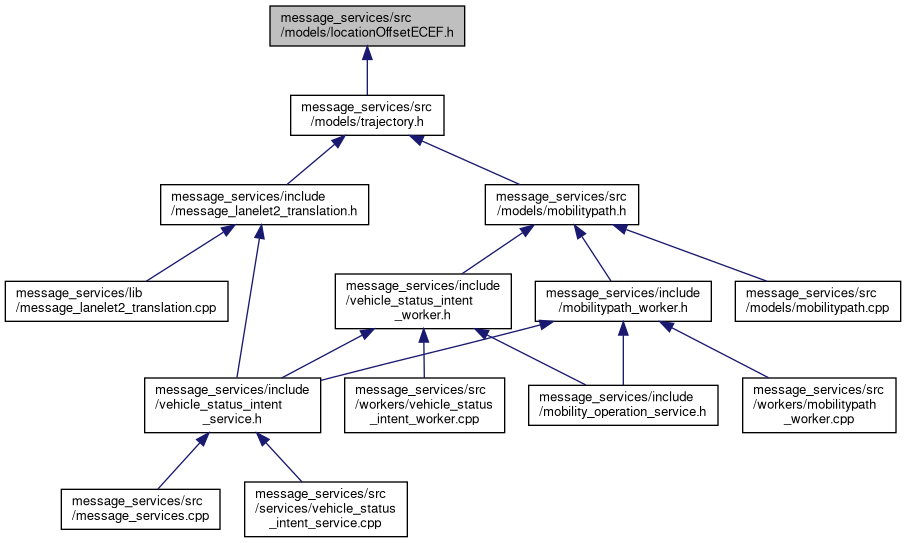 message_services/src
/models/locationOffsetECEF.h
message_services/src
/models/trajectory.h
message_services/include
/message_lanelet2_translation.h
message_services/src
/models/mobilitypath.h
message_services/lib
/message_lanelet2_translation.cpp
message_services/include
/vehicle_status_intent
_worker.h
message_services/include
/mobilitypath_worker.h
message_services/src
/models/mobilitypath.cpp
message_services/include
/vehicle_status_intent
_service.h
message_services/src
/workers/vehicle_status
_intent_worker.cpp
message_services/include
/mobility_operation_service.h
message_services/src
/workers/mobilitypath
_worker.cpp
message_services/src
/message_services.cpp
message_services/src
/services/vehicle_status
_intent_service.cpp